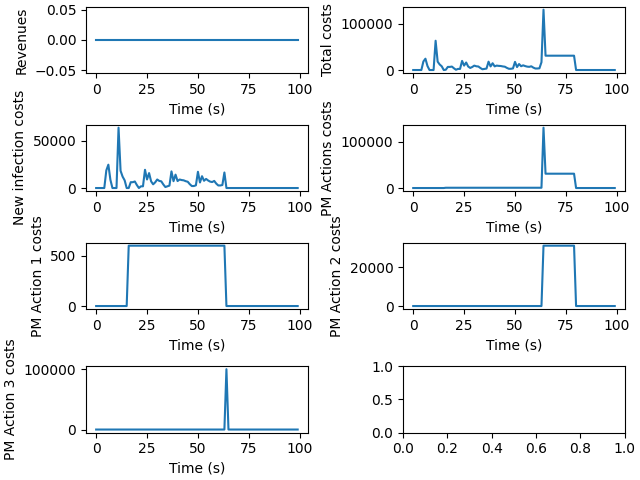 Revenues
0.05
0.00
−0.05
0 25 50 75 100
Time (s)
Total costs
100000
0
0 25 50 75 100
Time (s)
New infection costs
50000
0
0 25 50 75 100
Time (s)
PM Actions costs
100000
0
0 25 50 75 100
Time (s)
PM Action 1 costs
500
0
0 25 50 75 100
Time (s)
PM Action 2 costs
20000
0
0 25 50 75 100
Time (s)
PM Action 3 costs
100000
0
0 25 50 75 100
Time (s)
1.0
0.5
0.0
0.0 0.2 0.4 0.6 0.8 1.0